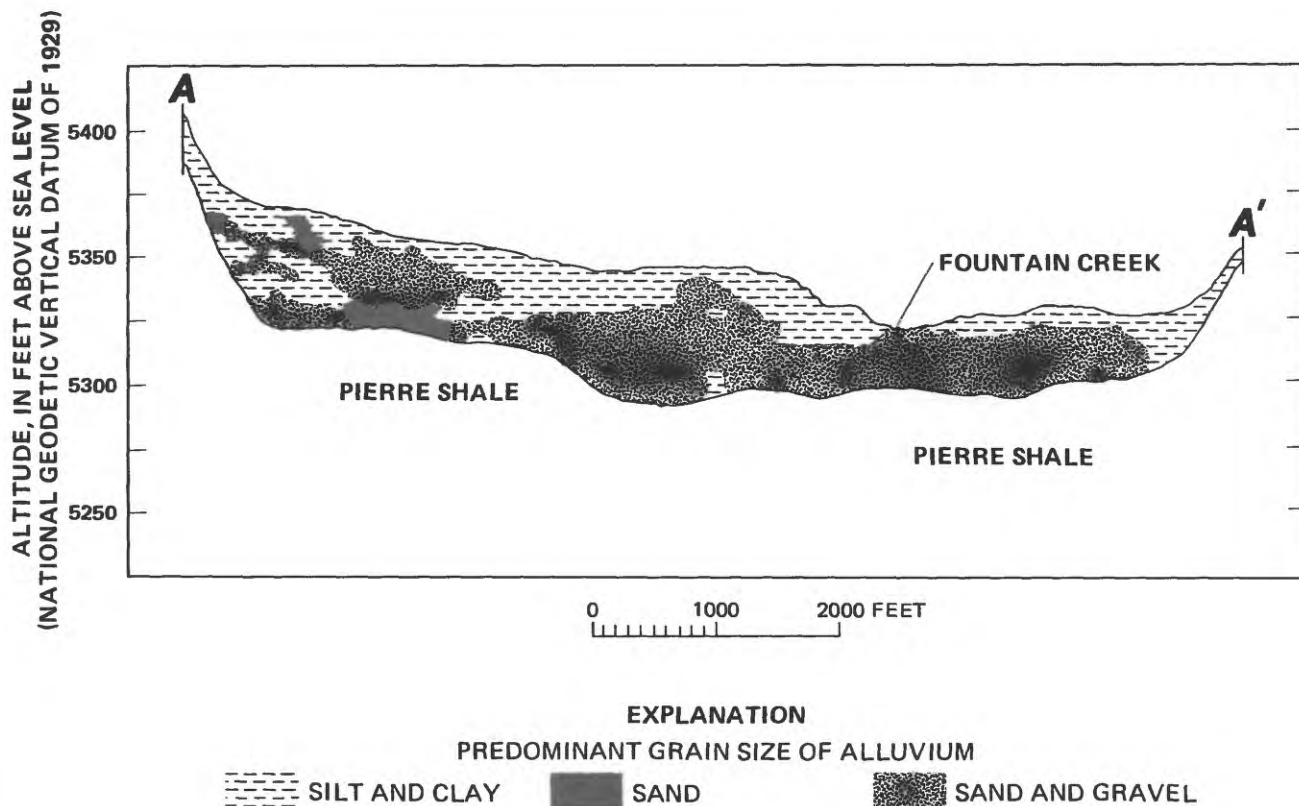 ALTITUDE, IN FEET ABOVE SEA LEVEL
(NATIONAL GEODETIC VERTICAL DATUM OF 1929)
A
5400
A'
5350
FOUNTAIN CREEK
5300
PIERRE SHALE
PIERRE SHALE
5250
0 1000 2000 FEET
EXPLANATION
PREDOMINANT GRAIN SIZE OF ALLUVIUM
SILT AND CLAY SAND SAND AND GRAVEL